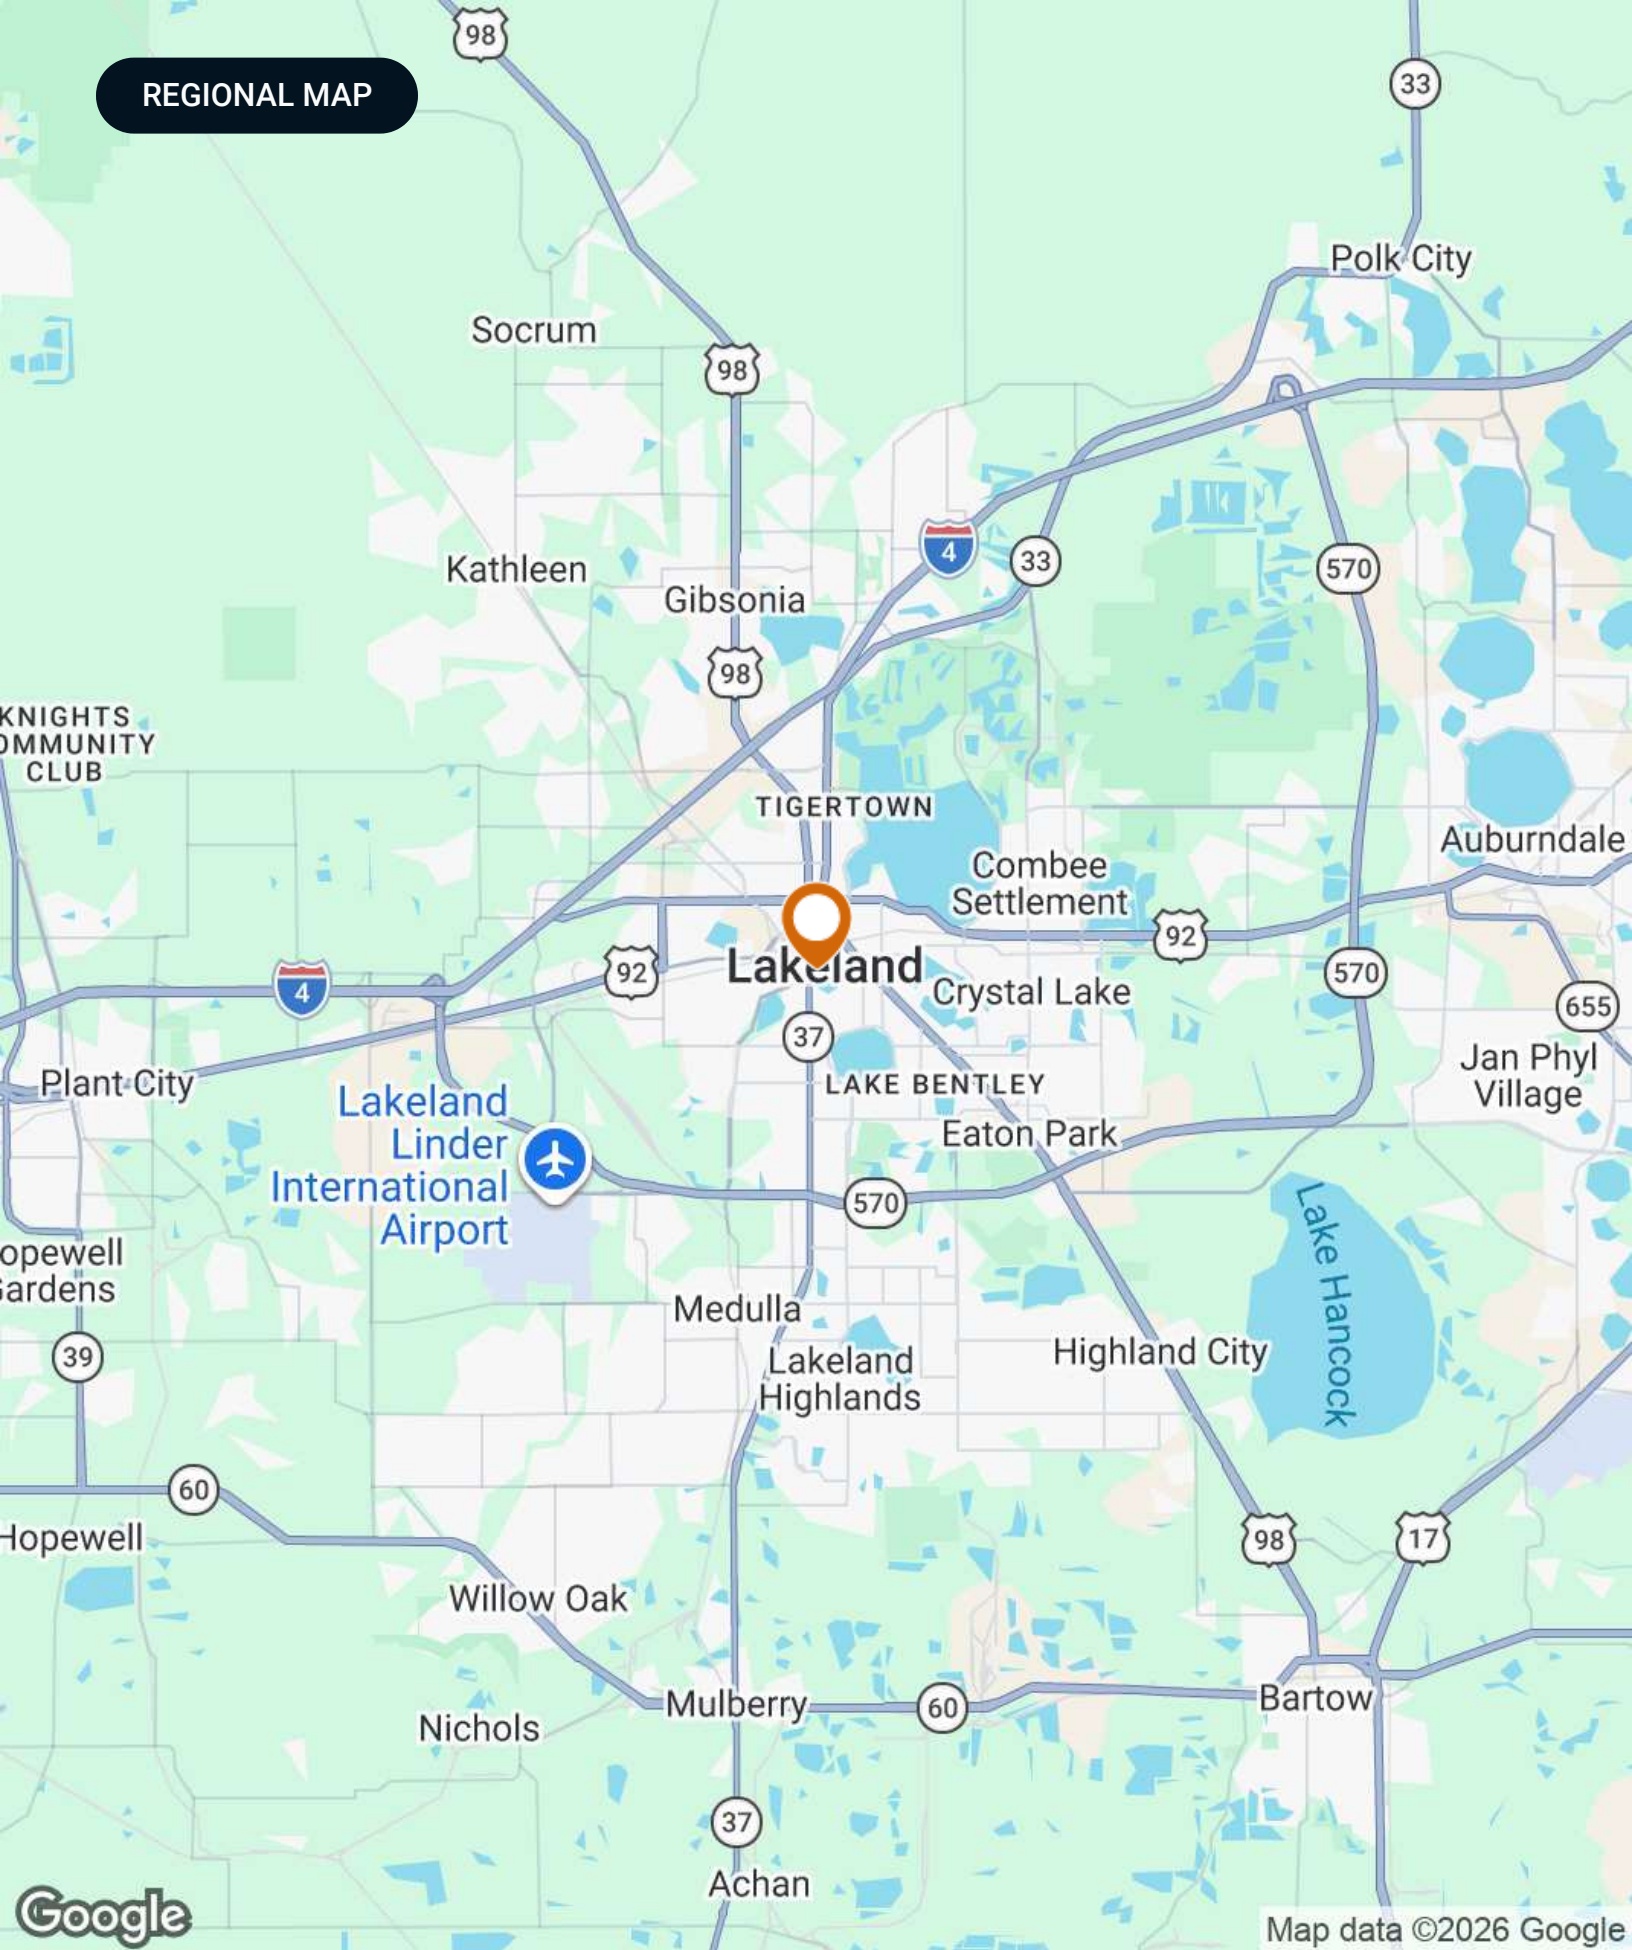 98
REGIONAL MAP
33
Polk City
Socrum
98
4
33
570
Kathleen
Gibsonia
98
KNIGHTS
OMMUNITY
CLUB
TIGERTOWN
Auburndale
Combee
Settlement
92
92
Lakeland
570
4
Crystal Lake
655
37
Plant City
Jan Phyl
Village
LAKE BENTLEY
Lakeland
Linder
International
Airport
Eaton Park
570
Lake Hancock
opewell
Gardens
Medulla
39
Highland City
Lakeland
Highlands
60
Hopewell
98
17
Willow Oak
Mulberry
60
Bartow
Nichols
37
Achan
Google
Map data ©2026 Google